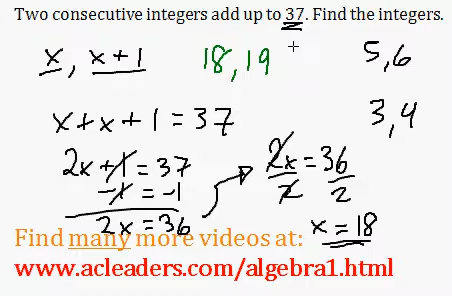 Two consecutive integers add up to 37. Find the integers.
x, x+1
18,19
5,6
3,4
x+x+1=37
2x+1=37
-1=-1
2x=36
2x=36
2 2
x=18
Find many more videos at:
www.acleaders.com/algebra1.html